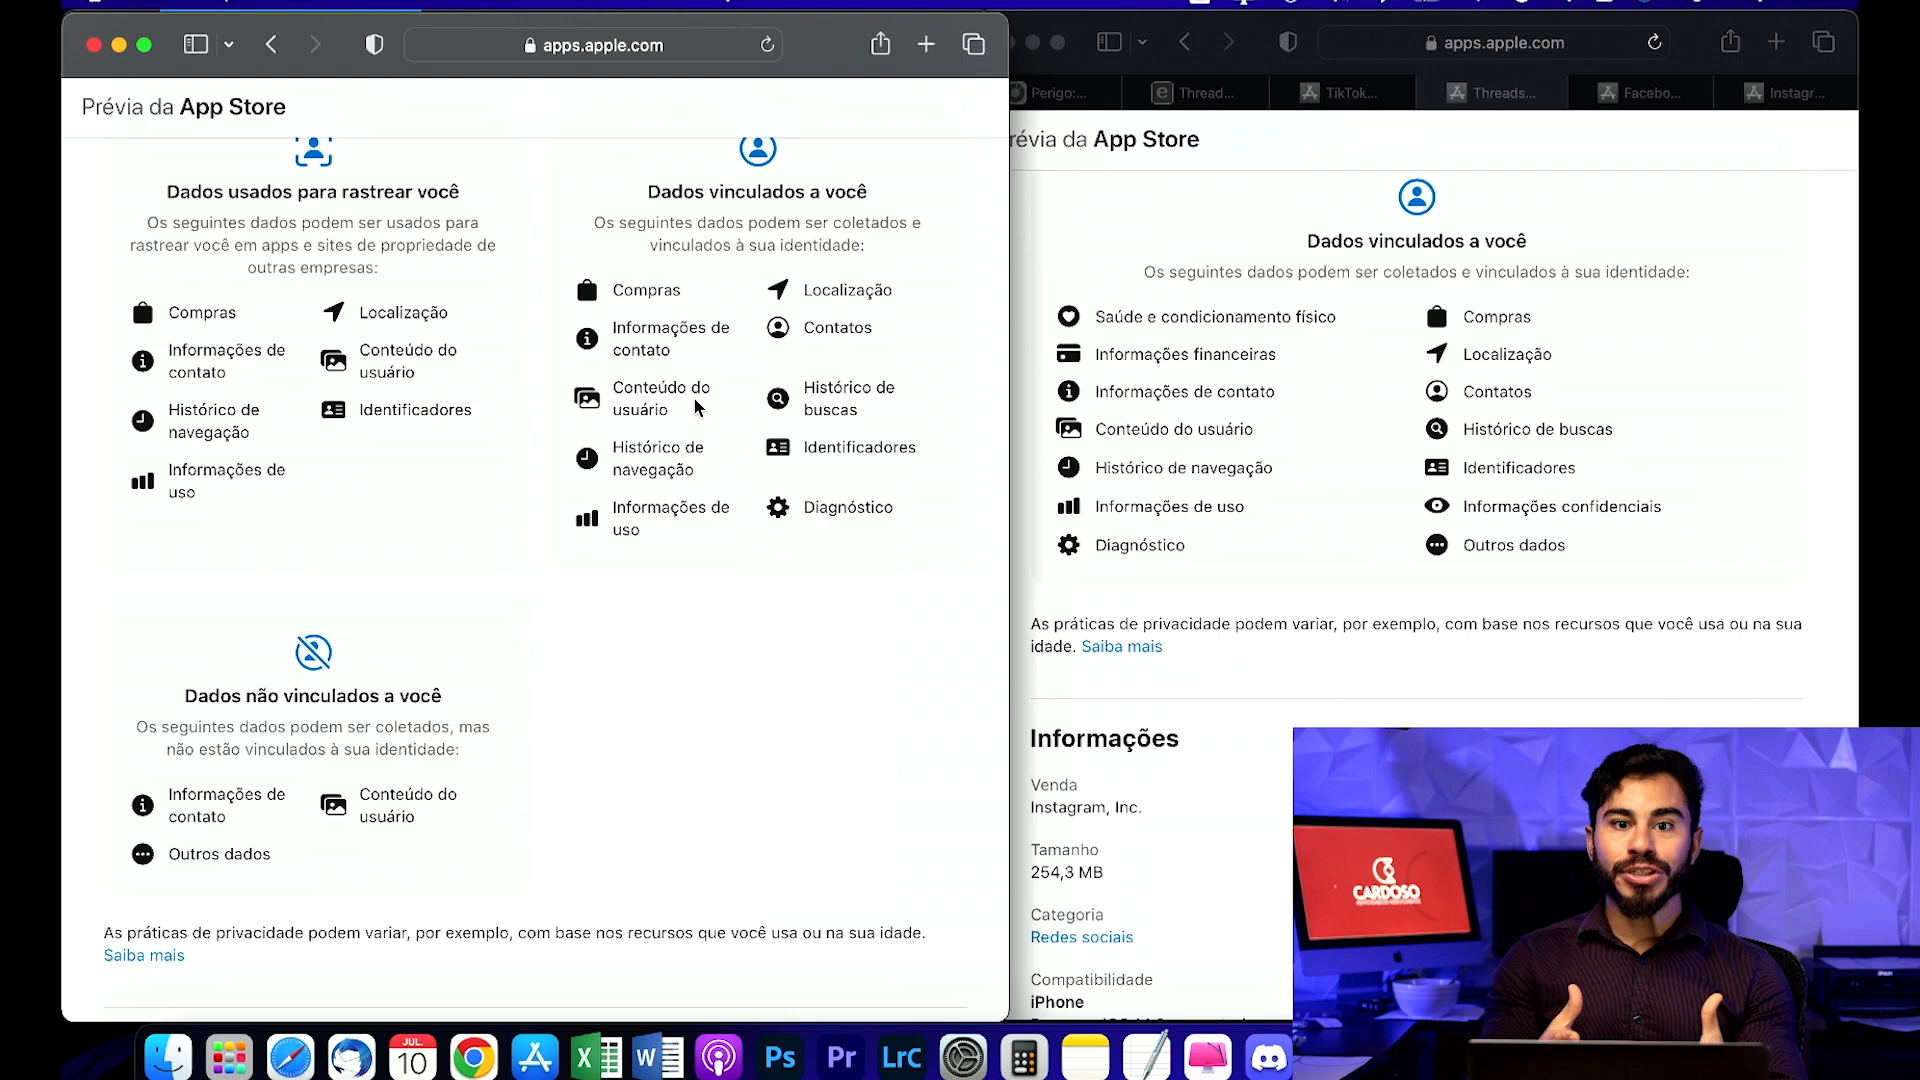 apps.apple.com
Prévia da App Store
Dados usados para rastrear você
Os seguintes dados podem ser usados para
rastrear você em apps e sites de propriedade de
outras empresas:
Compras
Localização
Informações de
contato
Conteúdo do
usuário
Histórico de
navegação
Identificadores
Informações de
uso
Dados vinculados a você
Os seguintes dados podem ser coletados e
vinculados à sua identidade:
Compras
Localização
Informações de
contato
Contatos
Conteúdo do
usuário
Histórico de
buscas
Histórico de
navegação
Identificadores
Informações de
uso
Diagnóstico
Dados não vinculados a você
Os seguintes dados podem ser coletados, mas
não estão vinculados à sua identidade:
Informações de
contato
Conteúdo do
usuário
Outros dados
As práticas de privacidade podem variar, por exemplo, com base nos recursos que você usa ou na sua idade.
Saiba mais
apps.apple.com
Perigo:...
Thread...
TikTok...
Threads...
Facebo...
Instagr...
révia da App Store
Dados vinculados a você
Os seguintes dados podem ser coletados e vinculados à sua identidade:
Saúde e condicionamento físico
Compras
Informações financeiras
Localização
Informações de contato
Contatos
Conteúdo do usuário
Histórico de buscas
Histórico de navegação
Identificadores
Informações de uso
Informações confidenciais
Diagnóstico
Outros dados
As práticas de privacidade podem variar, por exemplo, com base nos recursos que você usa ou na sua
idade. Saiba mais
Informações
Venda
Instagram, Inc.
Tamanho
254,3 MB
Categoria
Redes sociais
Compatibilidade
iPhone
CARDOSO
EPSON
JUL.
10
X
W
Ps
Pr
LrC